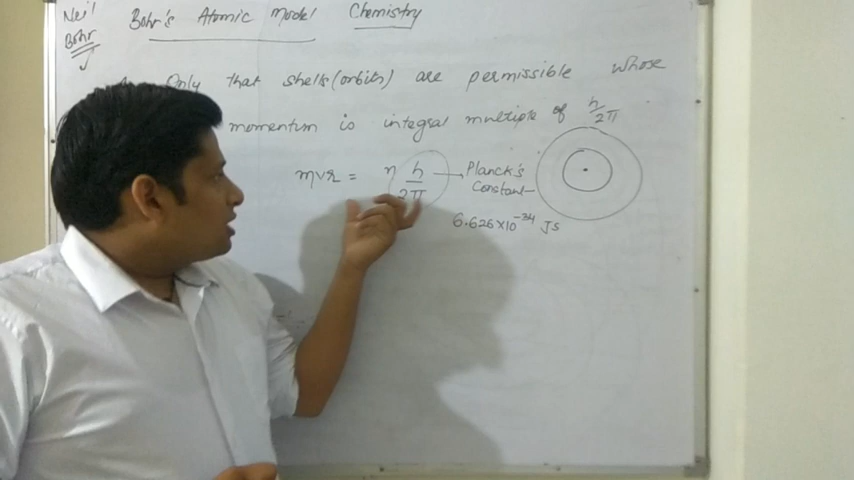 Neil Bohr
Bohr's Atomic Model Chemistry
Only that shells (orbits) are permissible whose
momentum is integral multiple of h/2π
mvr = n h/2π → Planck's Constant
6.626×10⁻³⁴ Js